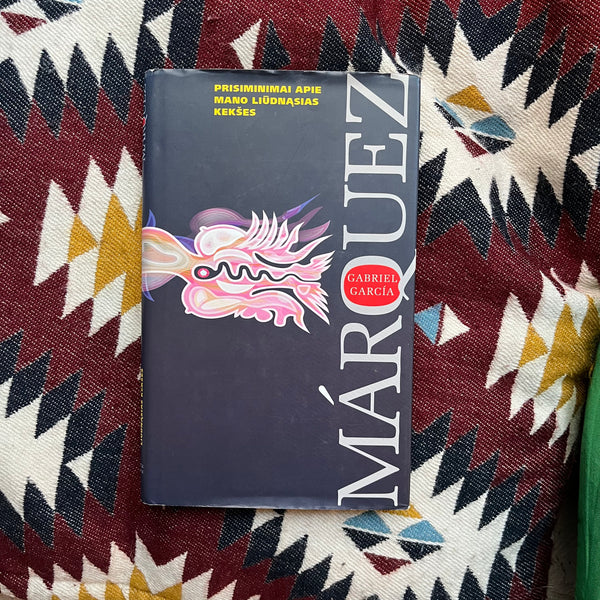 PRISIMINIMAI APIE
MANO LIŪDNĄSIAS
KEKŠES
GABRIEL
GARCÍA
MÁRQUEZ